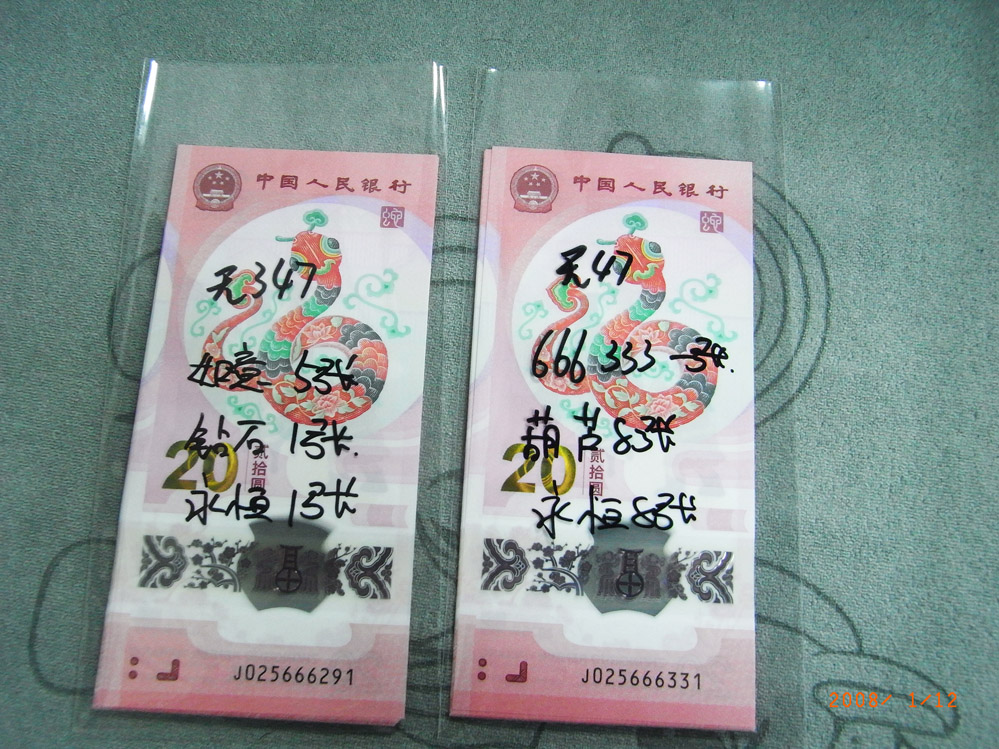 中国人民银行
无347
如意 5张
钻石 1张.
20
贰拾圆
永恒 1张
J025666291
中国人民银行
无47
666 333 一张.
葫芦 8张
20
贰拾圆
永恒 8张
J025666331
2008/ 1/12